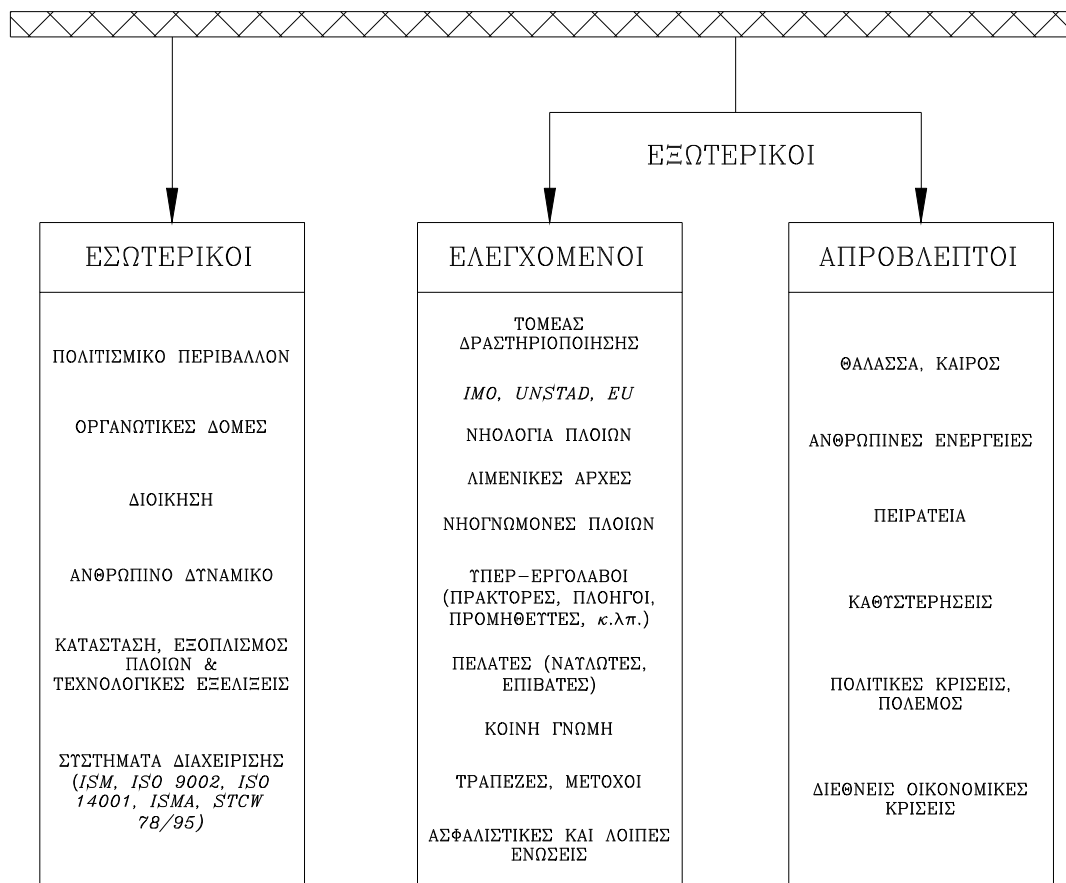 ΕΞΩΤΕΡΙΚΟΙ
ΕΣΩΤΕΡΙΚΟΙ
ΠΟΛΙΤΙΣΜΙΚΟ ΠΕΡΙΒΑΛΛΟΝ
ΟΡΓΑΝΩΤΙΚΕΣ ΔΟΜΕΣ
ΔΙΟΙΚΗΣΗ
ΑΝΘΡΩΠΙΝΟ ΔΥΝΑΜΙΚΟ
ΚΑΤΑΣΤΑΣΗ, ΕΞΟΠΛΙΣΜΟΣ
ΠΛΟΙΩΝ &
ΤΕΧΝΟΛΟΓΙΚΕΣ ΕΞΕΛΙΞΕΙΣ
ΣΥΣΤΗΜΑΤΑ ΔΙΑΧΕΙΡΙΣΗΣ
(ISM, ISO 9002, ISO
14001, ISMA, STCW
78/95)
ΕΛΕΓΧΟΜΕΝΟΙ
ΤΟΜΕΑΣ
ΔΡΑΣΤΗΡΙΟΠΟΙΗΣΗΣ
IMO, UNSTAD, EU
ΝΗΟΛΟΓΙΑ ΠΛΟΙΩΝ
ΛΙΜΕΝΙΚΕΣ ΑΡΧΕΣ
ΝΗΟΓΝΩΜΟΝΕΣ ΠΛΟΙΩΝ
ΥΠΕΡ-ΕΡΓΟΛΑΒΟΙ
(ΠΡΑΚΤΟΡΕΣ, ΠΛΟΗΓΟΙ,
ΠΡΟΜΗΘΕΥΤΕΣ, κ.λπ.)
ΠΕΛΑΤΕΣ (ΝΑΥΛΩΤΕΣ,
ΕΠΙΒΑΤΕΣ)
ΚΟΙΝΗ ΓΝΩΜΗ
ΤΡΑΠΕΖΕΣ, ΜΕΤΟΧΟΙ
ΑΣΦΑΛΙΣΤΙΚΕΣ ΚΑΙ ΛΟΙΠΕΣ
ΕΝΩΣΕΙΣ
ΑΠΡΟΒΛΕΠΤΟΙ
ΘΑΛΑΣΣΑ, ΚΑΙΡΟΣ
ΑΝΘΡΩΠΙΝΕΣ ΕΝΕΡΓΕΙΕΣ
ΠΕΙΡΑΤΕΙΑ
ΚΑΘΥΣΤΕΡΗΣΕΙΣ
ΠΟΛΙΤΙΚΕΣ ΚΡΙΣΕΙΣ,
ΠΟΛΕΜΟΣ
ΔΙΕΘΝΕΙΣ ΟΙΚΟΝΟΜΙΚΕΣ
ΚΡΙΣΕΙΣ